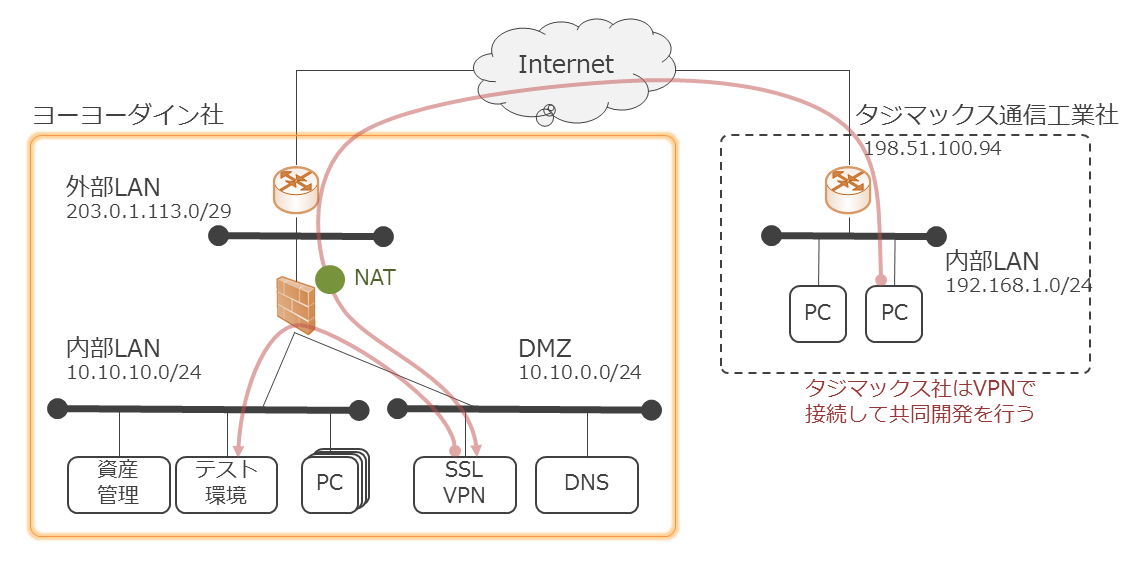 Internet
ヨーヨーダイン社
タジマックス通信工業社
198.51.100.94
外部LAN
203.0.1.113.0/29
NAT
内部LAN
192.168.1.0/24
PC
PC
内部LAN
10.10.10.0/24
DMZ
10.10.0.0/24
タジマックス社はVPNで
接続して共同開発を行う
資産
管理
テスト
環境
PC
SSL
VPN
DNS